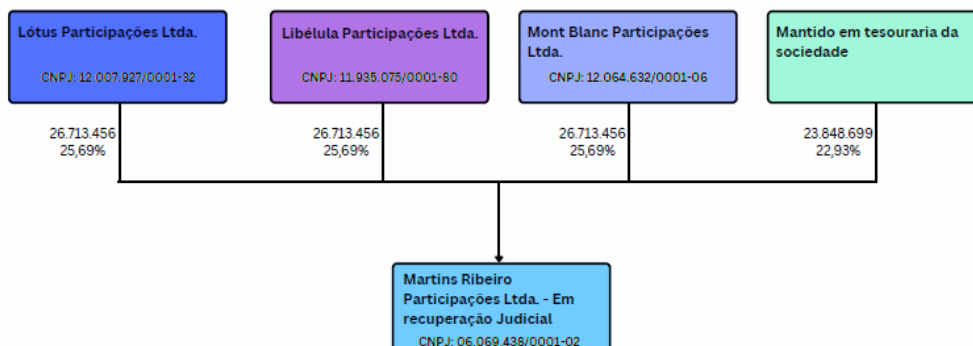 Lótus Participações Ltda.
CNPJ: 12.007.927/0001-32
Libélula Participações Ltda.
CNPJ: 11.935.075/0001-80
Mont Blanc Participações
Ltda.
CNPJ: 12.064.632/0001-06
Mantido em tesouraria da
sociedade
26.713.456
25,69%
26.713.456
25,69%
26.713.456
25,69%
23.848.699
22,93%
Martins Ribeiro
Participações Ltda. - Em
recuperação Judicial
CNPJ: 06.069.438/0001-02